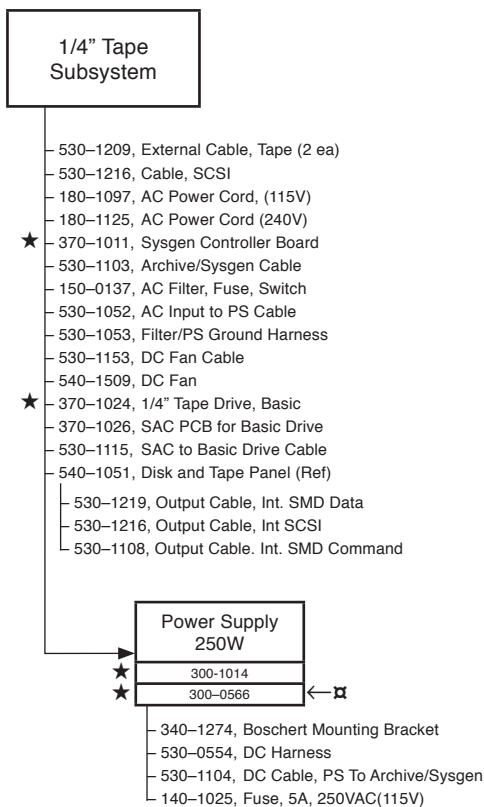 1/4” Tape
Subsystem
– 530–1209, External Cable, Tape (2 ea)
– 530–1216, Cable, SCSI
– 180–1097, AC Power Cord, (115V)
– 180–1125, AC Power Cord (240V)
★ – 370–1011, Sysgen Controller Board
– 530–1103, Archive/Sysgen Cable
– 150–0137, AC Filter, Fuse, Switch
– 530–1052, AC Input to PS Cable
– 530–1053, Filter/PS Ground Harness
– 530–1153, DC Fan Cable
– 540–1509, DC Fan
★ – 370–1024, 1/4” Tape Drive, Basic
– 370–1026, SAC PCB for Basic Drive
– 530–1115, SAC to Basic Drive Cable
– 540–1051, Disk and Tape Panel (Ref)
– 530–1219, Output Cable, Int. SMD Data
– 530–1216, Output Cable, Int SCSI
– 530–1108, Output Cable. Int. SMD Command
Power Supply
250W
★ 300-1014
★ 300–0566 ←¤
– 340–1274, Boschert Mounting Bracket
– 530–0554, DC Harness
– 530–1104, DC Cable, PS To Archive/Sysgen
– 140–1025, Fuse, 5A, 250VAC(115V)